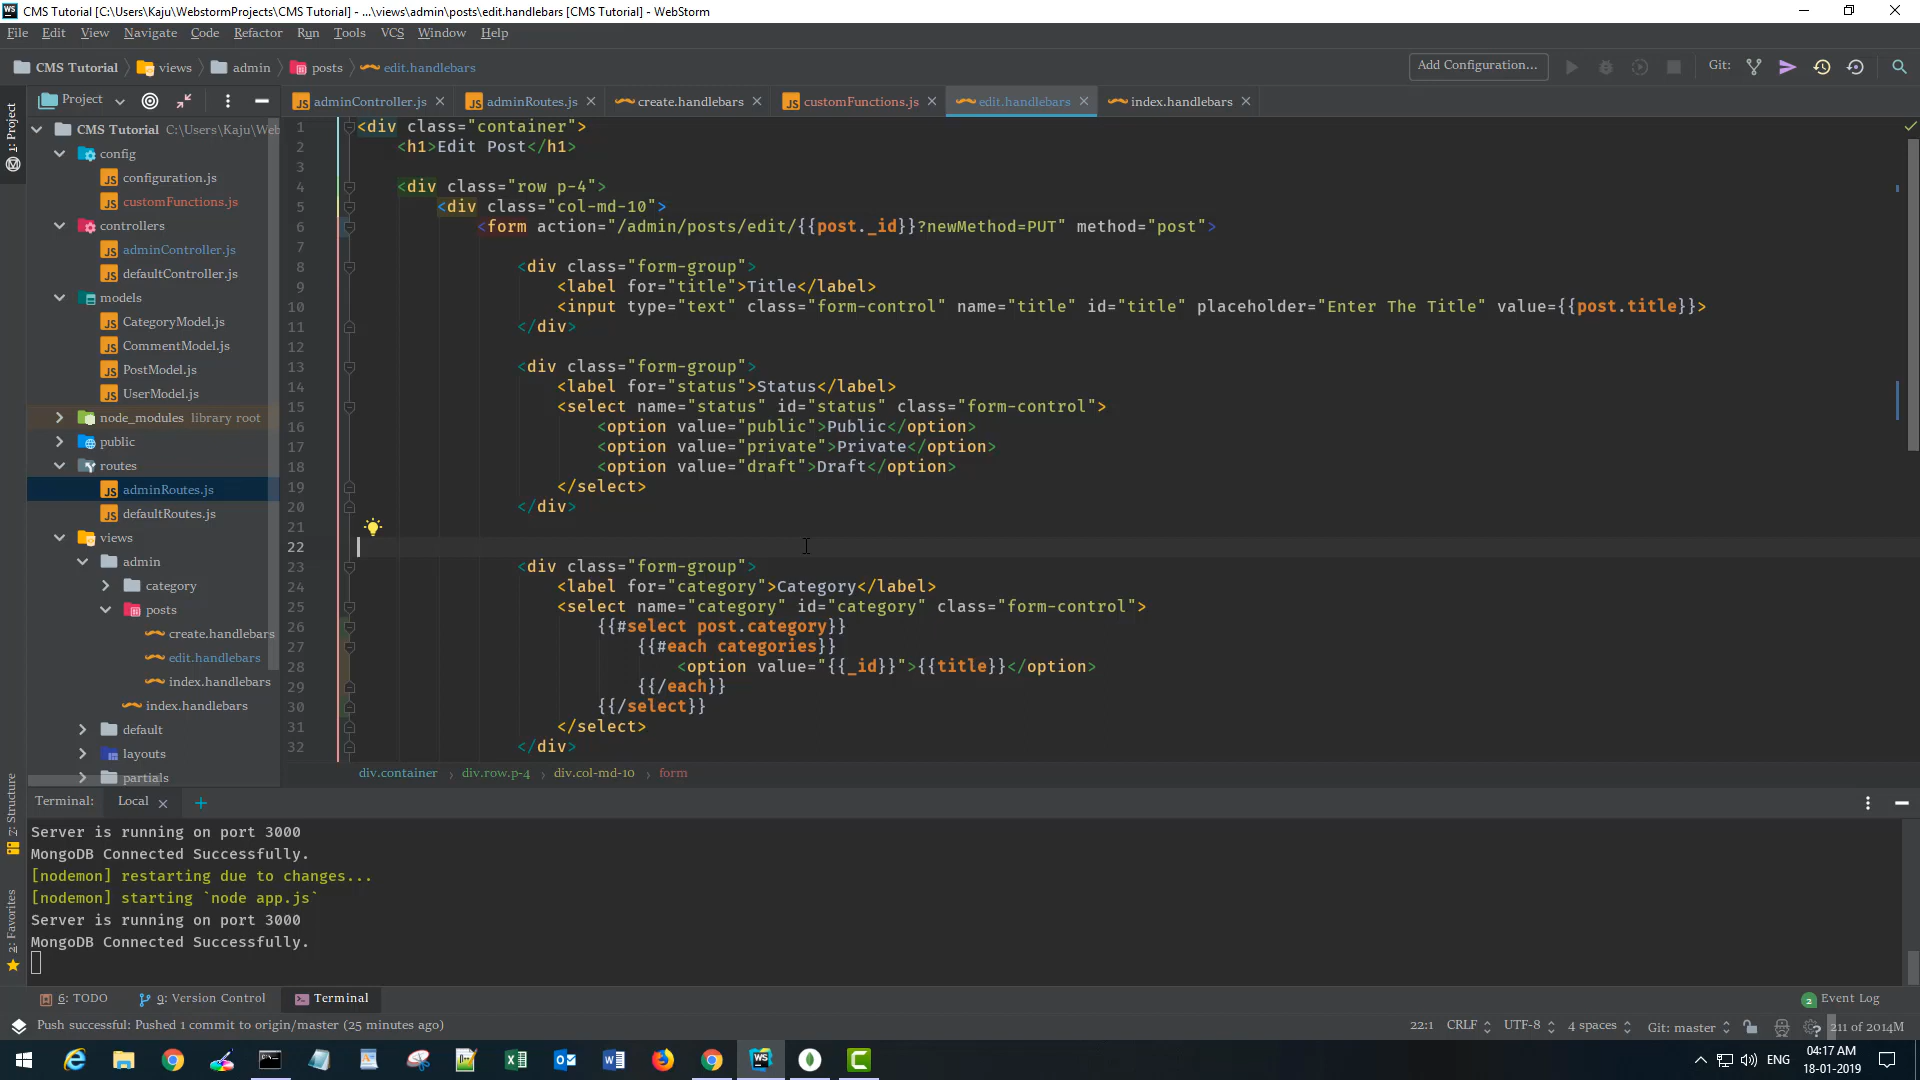 CMS Tutorial [C:\Users\Kaju\WebstormProjects\CMS Tutorial] - ...\views\admin\posts\edit.handlebars [CMS Tutorial] - WebStorm
File Edit View Navigate Code Refactor Run Tools VCS Window Help
CMS Tutorial views admin posts edit.handlebars Add Configuration... Git:
Project adminController.js adminRoutes.js create.handlebars customFunctions.js edit.handlebars index.handlebars
1: Project
CMS Tutorial C:\Users\Kaju\Web
config
configuration.js
customFunctions.js
controllers
adminController.js
defaultController.js
models
CategoryModel.js
CommentModel.js
PostModel.js
UserModel.js
node_modules library root
public
routes
adminRoutes.js
defaultRoutes.js
views
admin
category
posts
create.handlebars
edit.handlebars
index.handlebars
index.handlebars
default
layouts
partials
1 <div class="container">
2 <h1>Edit Post</h1>
3
4 <div class="row p-4">
5 <div class="col-md-10">
6 <form action="/admin/posts/edit/{{post._id}}?newMethod=PUT" method="post">
7
8 <div class="form-group">
9 <label for="title">Title</label>
10 <input type="text" class="form-control" name="title" id="title" placeholder="Enter The Title" value={{post.title}}>
11 </div>
12
13 <div class="form-group">
14 <label for="status">Status</label>
15 <select name="status" id="status" class="form-control">
16 <option value="public">Public</option>
17 <option value="private">Private</option>
18 <option value="draft">Draft</option>
19 </select>
20 </div>
21
22
23 <div class="form-group">
24 <label for="category">Category</label>
25 <select name="category" id="category" class="form-control">
26 {{#select post.category}}
27 {{#each categories}}
28 <option value="{{_id}}">{{title}}</option>
29 {{/each}}
30 {{/select}}
31 </select>
32 </div>
div.container div.row.p-4 div.col-md-10 form
Z: Structure
2: Favorites
Terminal: Local
Server is running on port 3000
MongoDB Connected Successfully.
[nodemon] restarting due to changes...
[nodemon] starting `node app.js`
Server is running on port 3000
MongoDB Connected Successfully.
6: TODO 9: Version Control Terminal 2 Event Log
Push successful: Pushed 1 commit to origin/master (25 minutes ago) 22:1 CRLF UTF-8 4 spaces Git: master 211 of 2014M
ENG 04:17 AM
18-01-2019